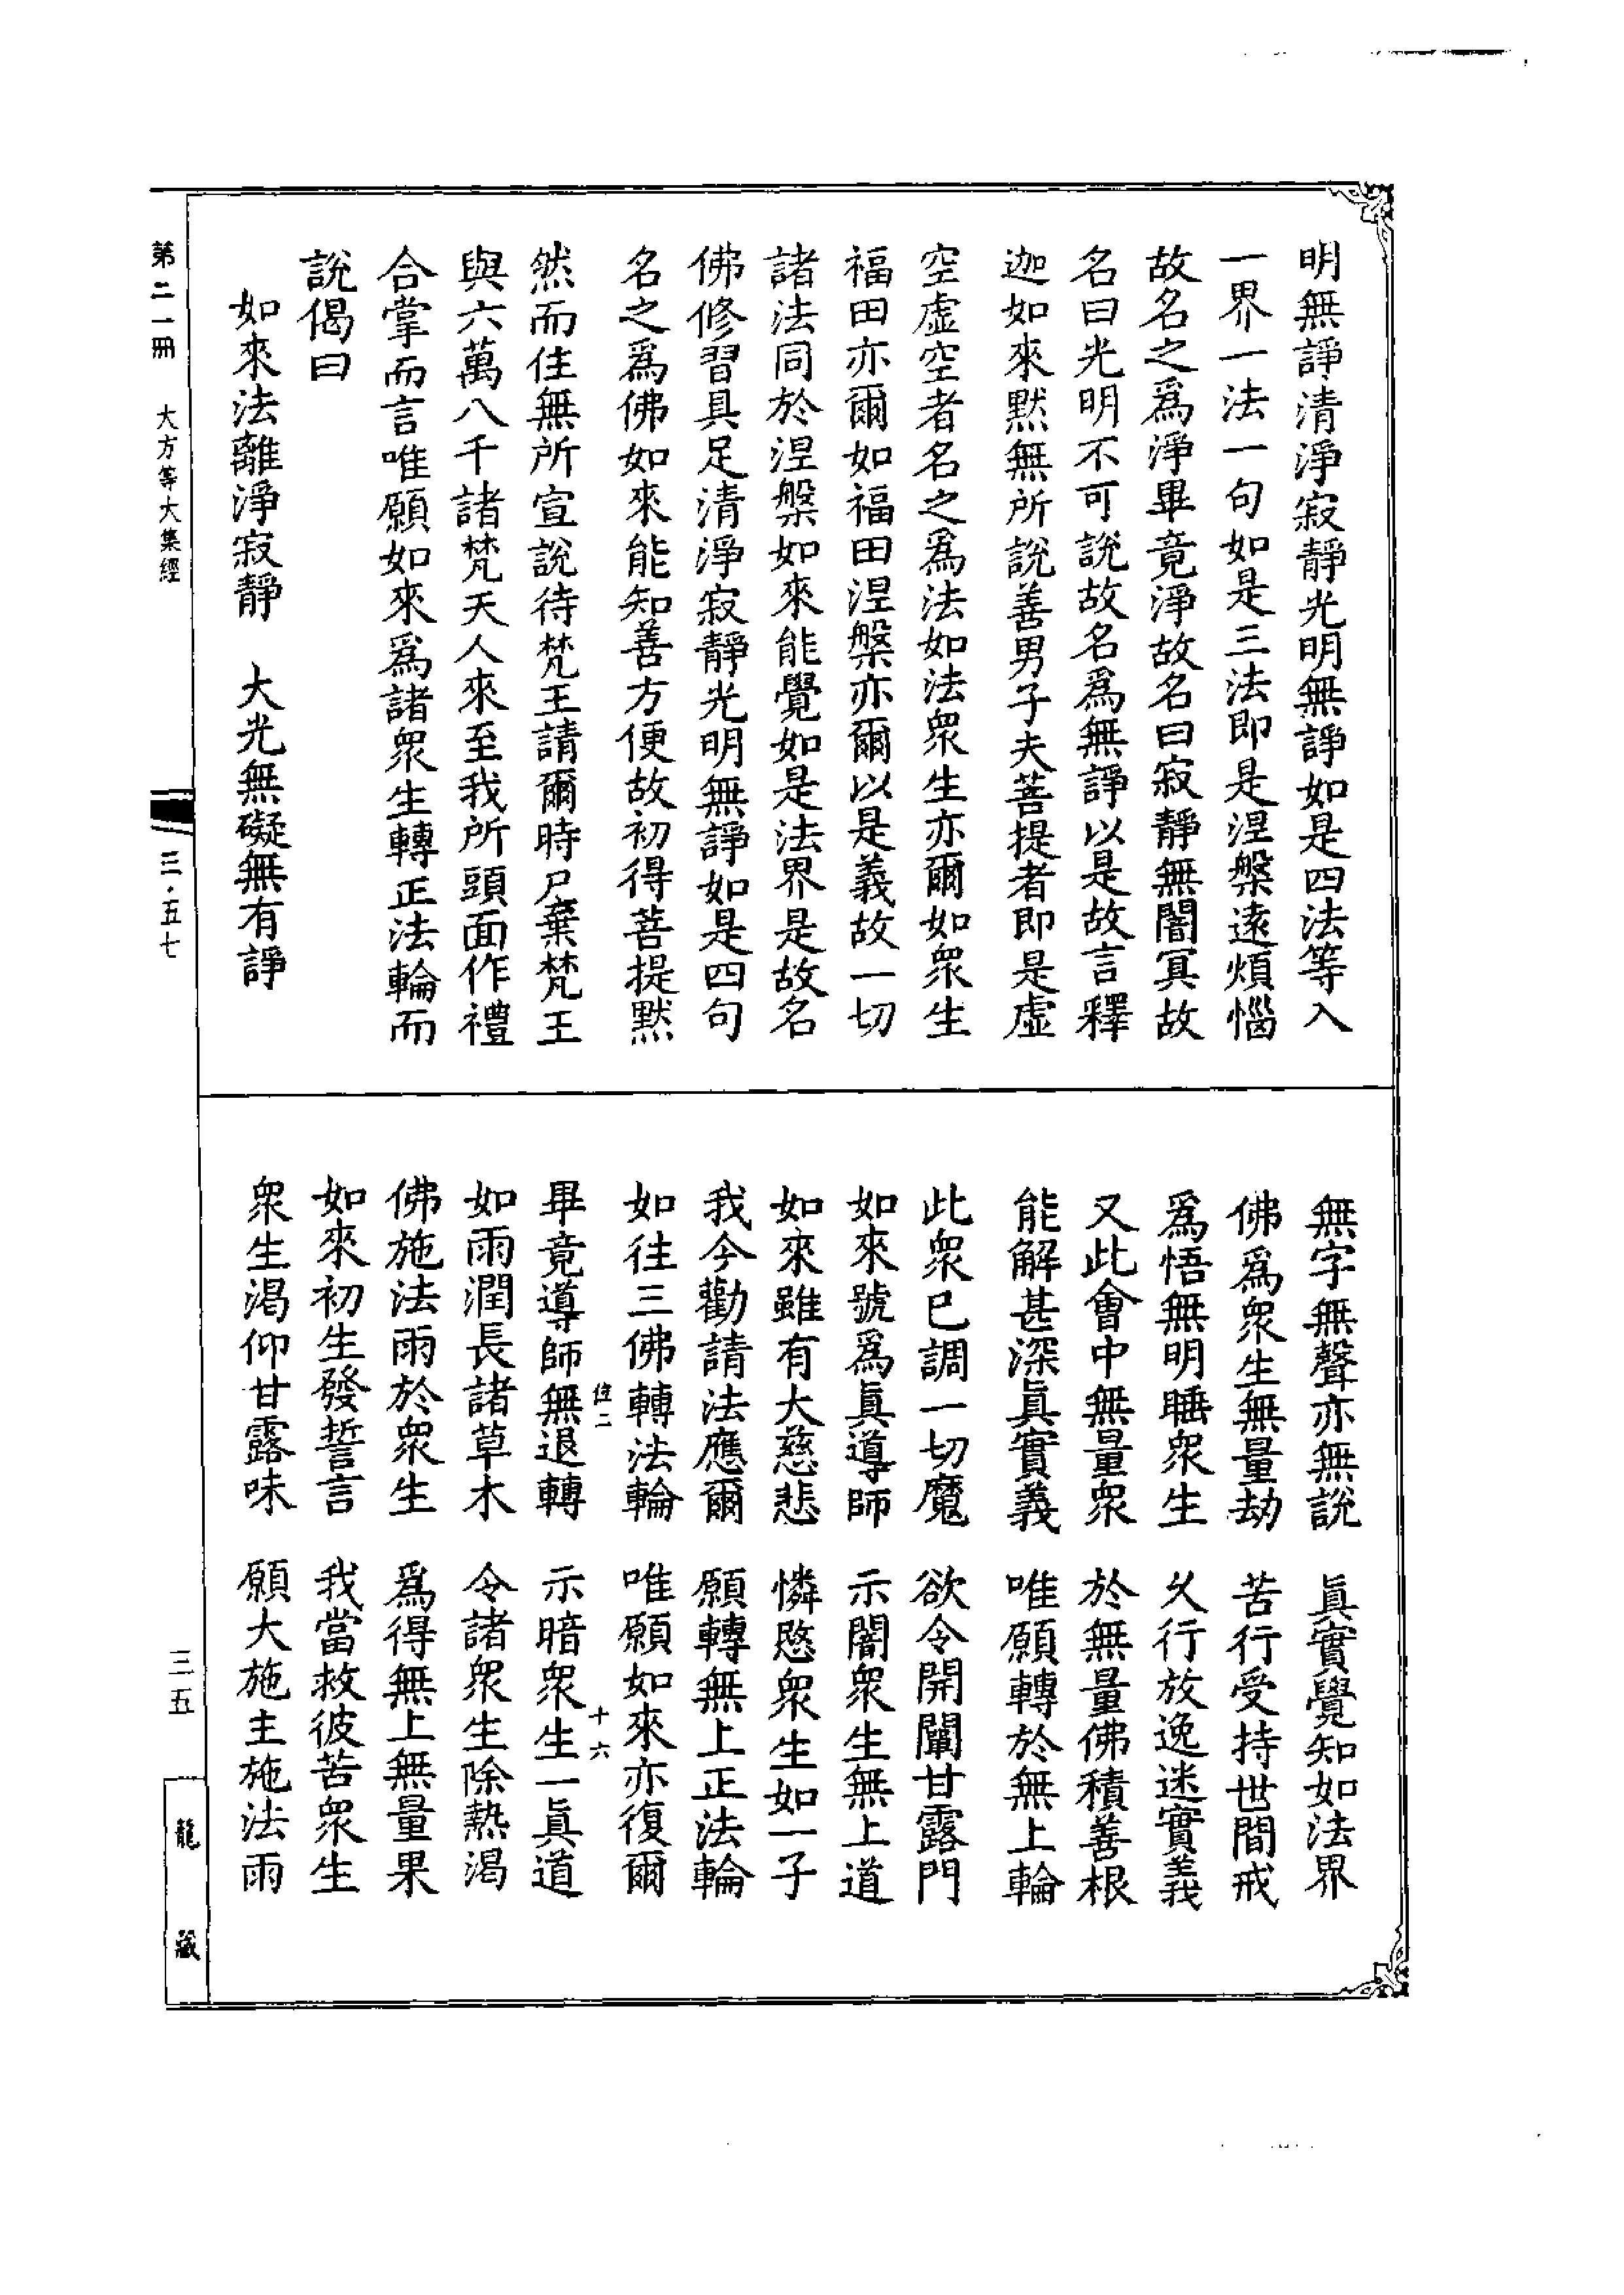 明無諍清淨寂靜光明無諍如是四法等入
一界一法一句如是三法即是涅槃遠煩惱
故名之爲淨畢竟淨故名曰寂靜無闇冥故
名曰光明不可說故名爲無諍以是故言釋
迦如來默無所說善男子夫菩提者即是虛
空虛空者名之爲法如法衆生亦爾如衆生
福田亦爾如福田涅槃亦爾以是義故一切
諸法同於涅槃如來能覺如是法界是故名
佛修習具足清淨寂靜光明無諍如是四句
名之爲佛如來能知善方便故初得菩提默
然而住無所宣說待梵王請爾時尸棄梵王
與六萬八千諸梵天人來至我所頭面作禮
合掌而言唯願如來爲諸衆生轉正法輪而
說偈曰
如來法離淨寂靜　大光無礙無有諍
無字無聲亦無說　眞實覺知如法界
佛爲衆生無量劫　苦行受持世間戒
爲悟無明睡衆生　久行放逸迷實義
又此會中無量衆　於無量佛積善根
能解甚深眞實義　唯願轉於無上輪
此衆已調一切魔　欲令開闡甘露門
如來號爲眞導師　示闇衆生無上道
如來雖有大慈悲　憐愍衆生如一子
我今勸請法應爾　願轉無上正法輪
如往三佛轉法輪　唯願如來亦復爾
十六
畢竟導師無退轉　示暗衆生一眞道
如雨潤長諸草木　令諸衆生除熱渴
佛施法雨於衆生　爲得無上無量果
如來初生發誓言　我當救彼苦衆生
衆生渴仰甘露味　願大施主施法雨
第二一冊　大方等大集經
三·五七
三五
龍藏